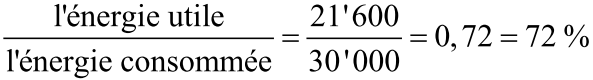 l'énergie utile / l'énergie consommée = 21'600 / 30'000 = 0,72 = 72 %